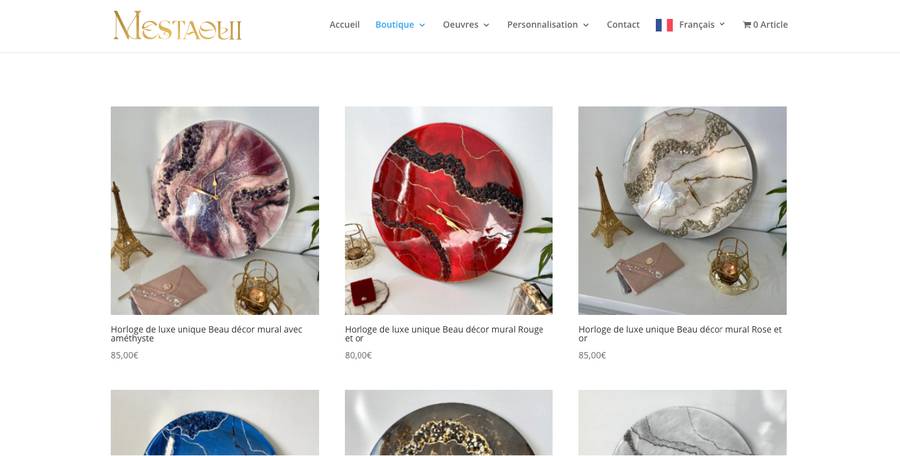 MESTAOUI
Accueil
Boutique
Oeuvres
Personnalisation
Contact
Français
0 Article
Horloge de luxe unique Beau décor mural avec
améthyste
85,00€
Horloge de luxe unique Beau décor mural Rouge
et or
80,00€
Horloge de luxe unique Beau décor mural Rose et
or
85,00€